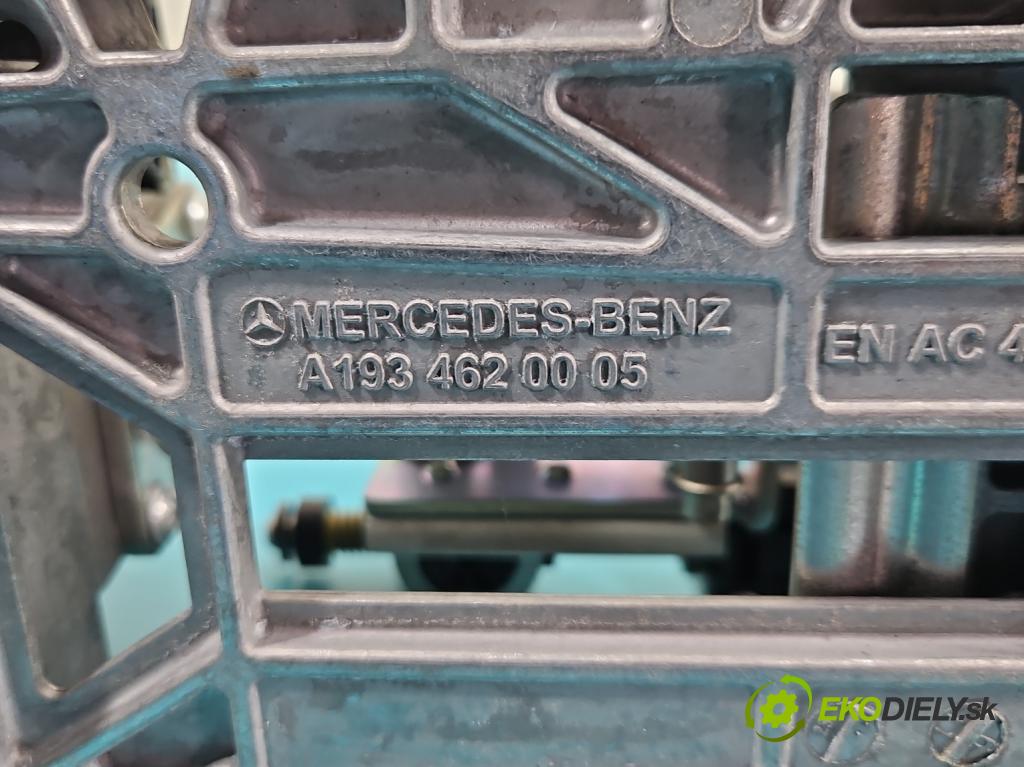 MERCEDES-BENZ
A193 462 00 05
EN AC 4
EKODIELY.sk